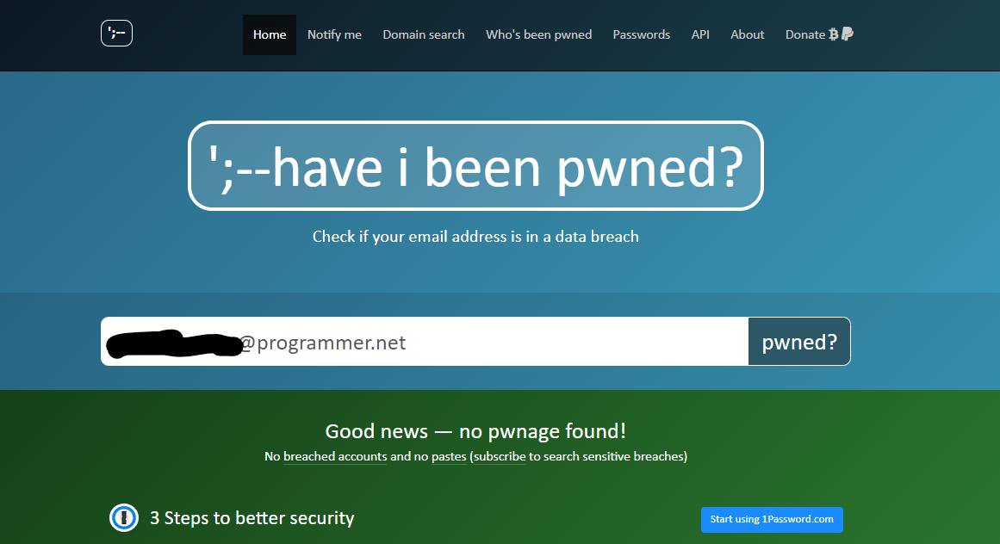 ';--
Home Notify me Domain search Who's been pwned Passwords API About Donate
';--have i been pwned?
Check if your email address is in a data breach
@programmer.net
pwned?
Good news — no pwnage found!
No breached accounts and no pastes (subscribe to search sensitive breaches)
3 Steps to better security
Start using 1Password.com